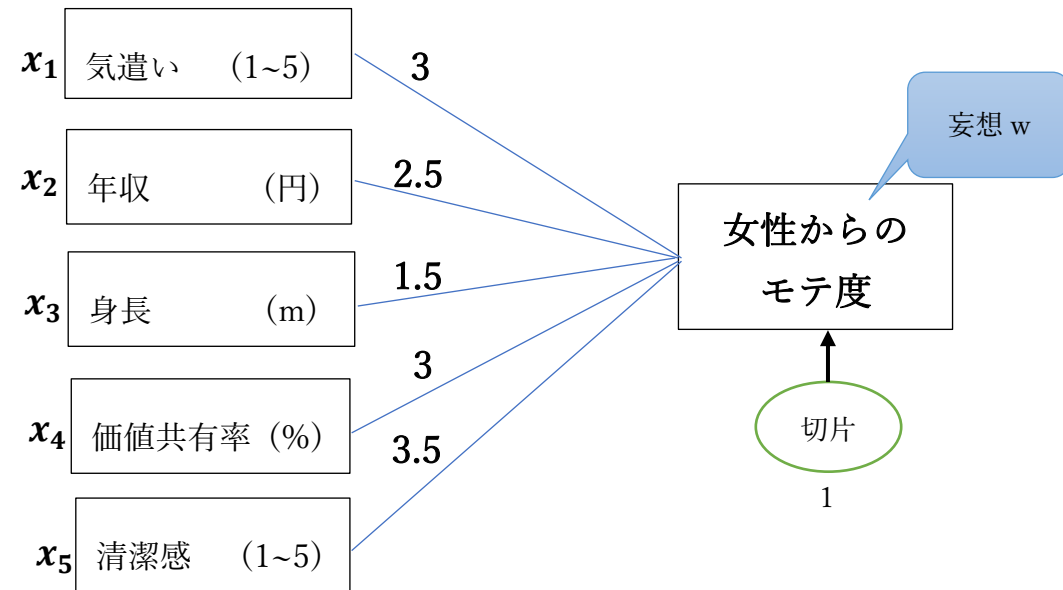 x₁ 気遣い (1~5) 3
妄想 w
x₂ 年収 (円) 2.5
女性からの
モテ度
x₃ 身長 (m) 1.5
x₄ 価値共有率 (%) 3
切片
1
x₅ 清潔感 (1~5) 3.5